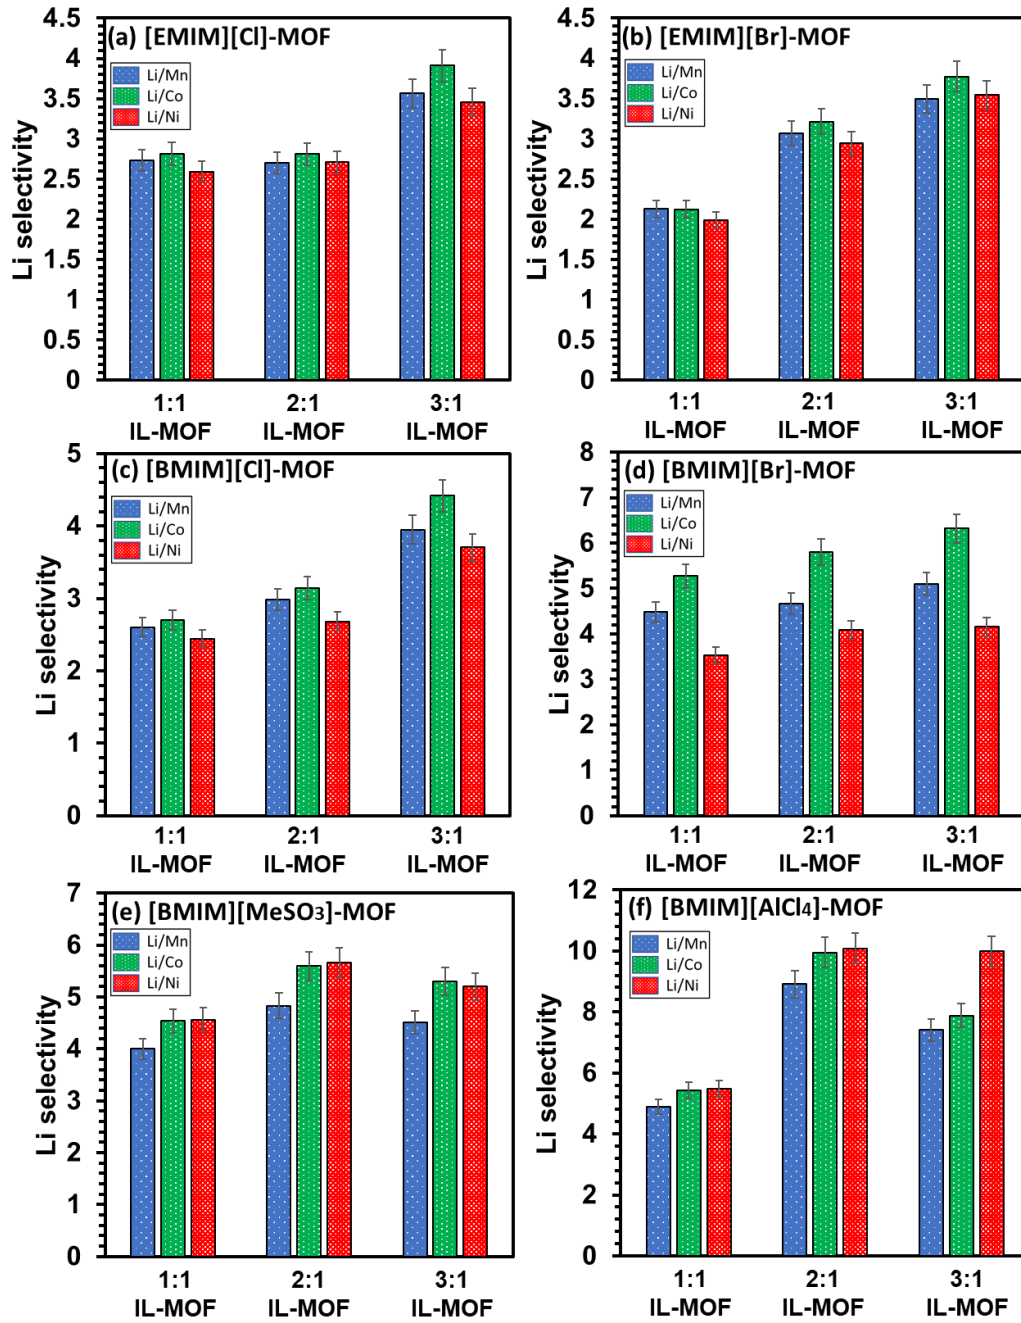 (a) [EMIM][Cl]-MOF
Li/Mn
Li/Co
Li/Ni
Li selectivity
4.5
4
3.5
3
2.5
2
1.5
1
0.5
0
1:1 2:1 3:1
IL-MOF IL-MOF IL-MOF
(b) [EMIM][Br]-MOF
Li/Mn
Li/Co
Li/Ni
Li selectivity
4.5
4
3.5
3
2.5
2
1.5
1
0.5
0
1:1 2:1 3:1
IL-MOF IL-MOF IL-MOF
(c) [BMIM][Cl]-MOF
Li/Mn
Li/Co
Li/Ni
Li selectivity
5
4
3
2
1
0
1:1 2:1 3:1
IL-MOF IL-MOF IL-MOF
(d) [BMIM][Br]-MOF
Li/Mn
Li/Co
Li/Ni
Li selectivity
8
7
6
5
4
3
2
1
0
1:1 2:1 3:1
IL-MOF IL-MOF IL-MOF
(e) [BMIM][MeSO3]-MOF
Li/Mn
Li/Co
Li/Ni
Li selectivity
7
6
5
4
3
2
1
0
1:1 2:1 3:1
IL-MOF IL-MOF IL-MOF
(f) [BMIM][AlCl4]-MOF
Li/Mn
Li/Co
Li/Ni
Li selectivity
12
10
8
6
4
2
0
1:1 2:1 3:1
IL-MOF IL-MOF IL-MOF